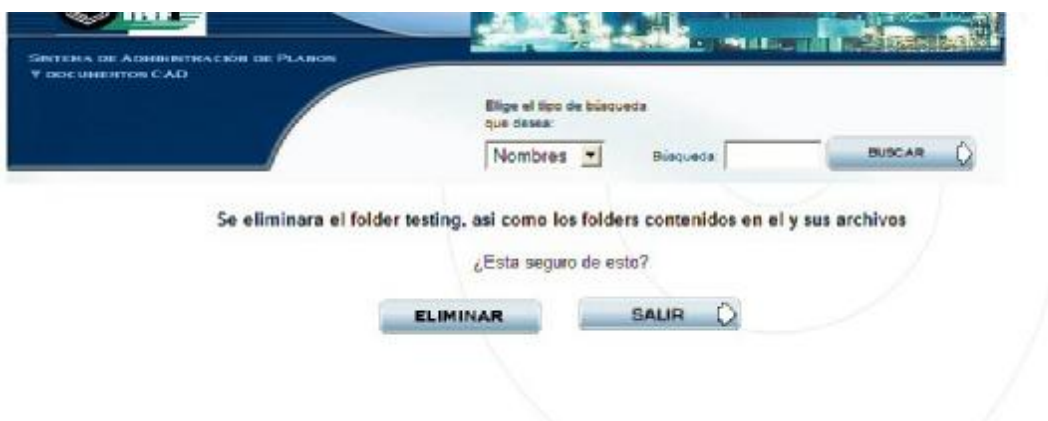 SISTEMA DE ADMINISTRACIÓN DE PLANOS
Y DOCUMENTOS CAD
Elige el tipo de búsqueda
que desea:
Nombres
Búsqueda:
BUSCAR
Se eliminara el folder testing, asi como los folders contenidos en el y sus archivos
¿Esta seguro de esto?
ELIMINAR
SALIR